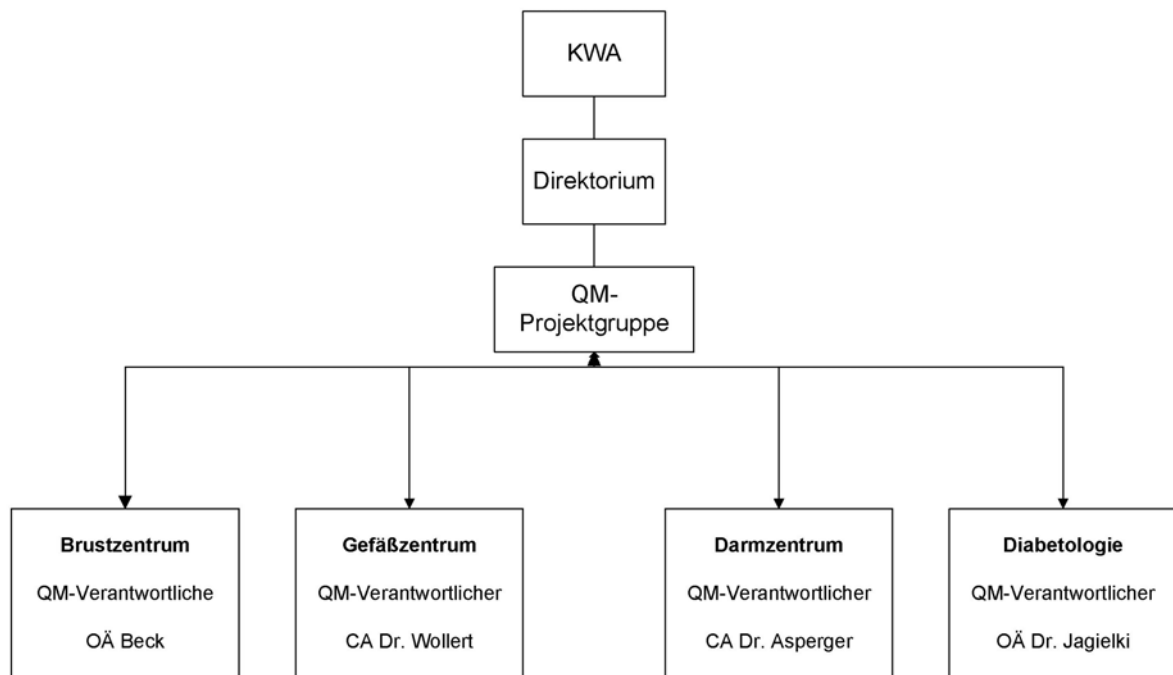 KWA
Direktorium
QM-
Projektgruppe
Brustzentrum
QM-Verantwortliche
OÄ Beck
Gefäßzentrum
QM-Verantwortlicher
CA Dr. Wollert
Darmzentrum
QM-Verantwortlicher
CA Dr. Asperger
Diabetologie
QM-Verantwortlicher
OÄ Dr. Jagielki